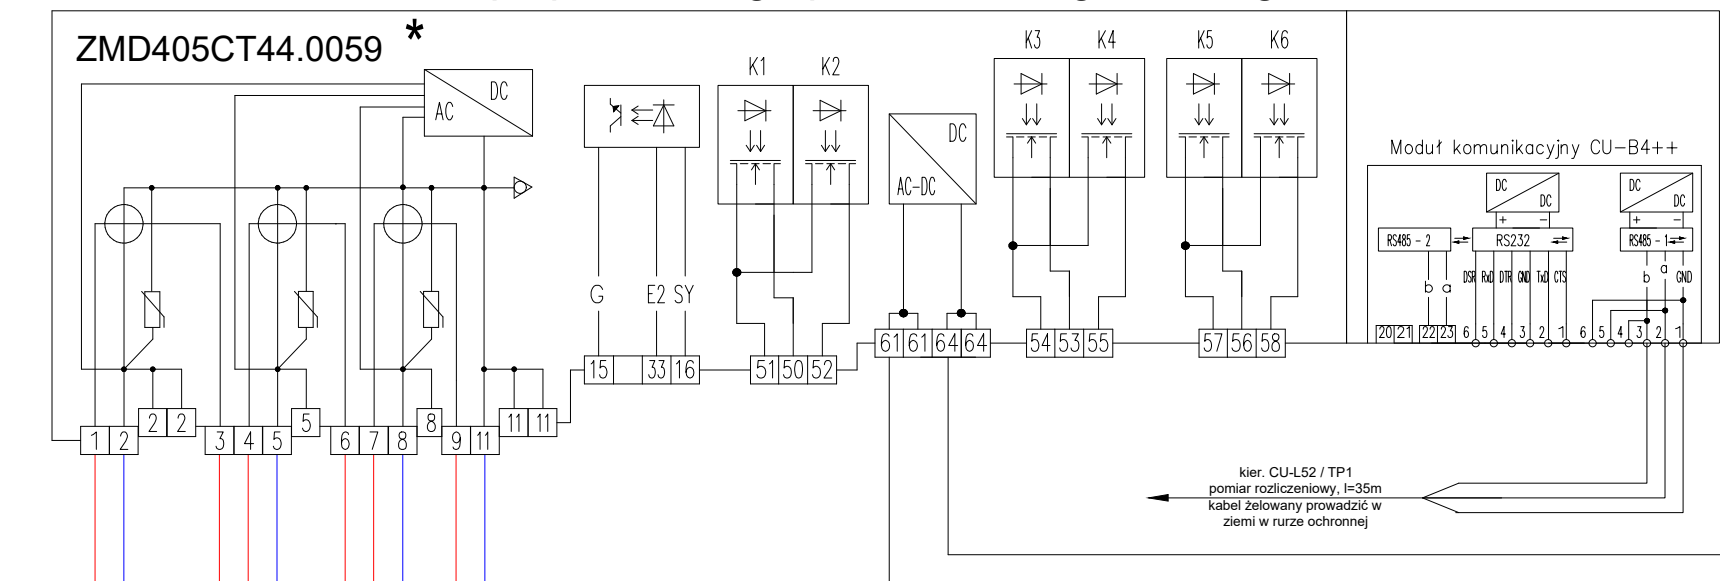 ZMD405CT44.0059 *
DC
AC
K1 K2
DC
AC-DC
K3 K4
K5 K6
Moduł komunikacyjny CU-B4++
DC
DC
DC
DC
+ -
+ -
RS485 - 2
RS232
RS485 - 1
b a
DSR RxD DTR GND TxD CTS
b a GND
G E2 SY
20 21 22 23 6 5 4 3 2 1 6 5 4 3 2 1
61 61 64 64
54 53 55
57 56 58
15 33 16
51 50 52
2 2 5 8 11 11
1 2 3 4 5 6 7 8 9 11
kier. CU-L52 / TP1
pomiar rozliczeniowy, l=35m
kabel żelowany prowadzić w
ziemi w rurze ochronnej